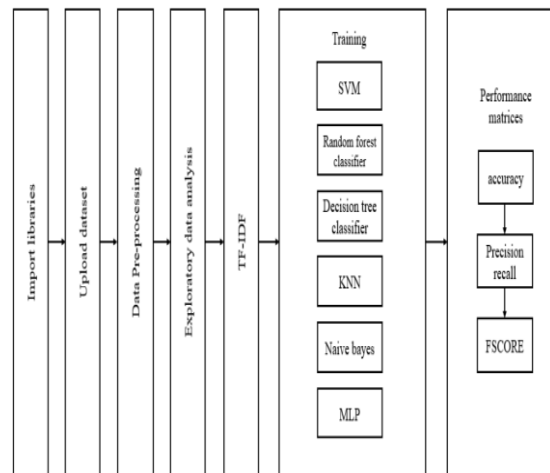 Import libraries
Upload dataset
Data Pre-processing
Exploratory data analysis
TF-IDF
Training
SVM
Random forest
classifier
Decision tree
classifier
KNN
Naive bayes
MLP
Performance
matrices
accuracy
Precision
recall
FSCORE